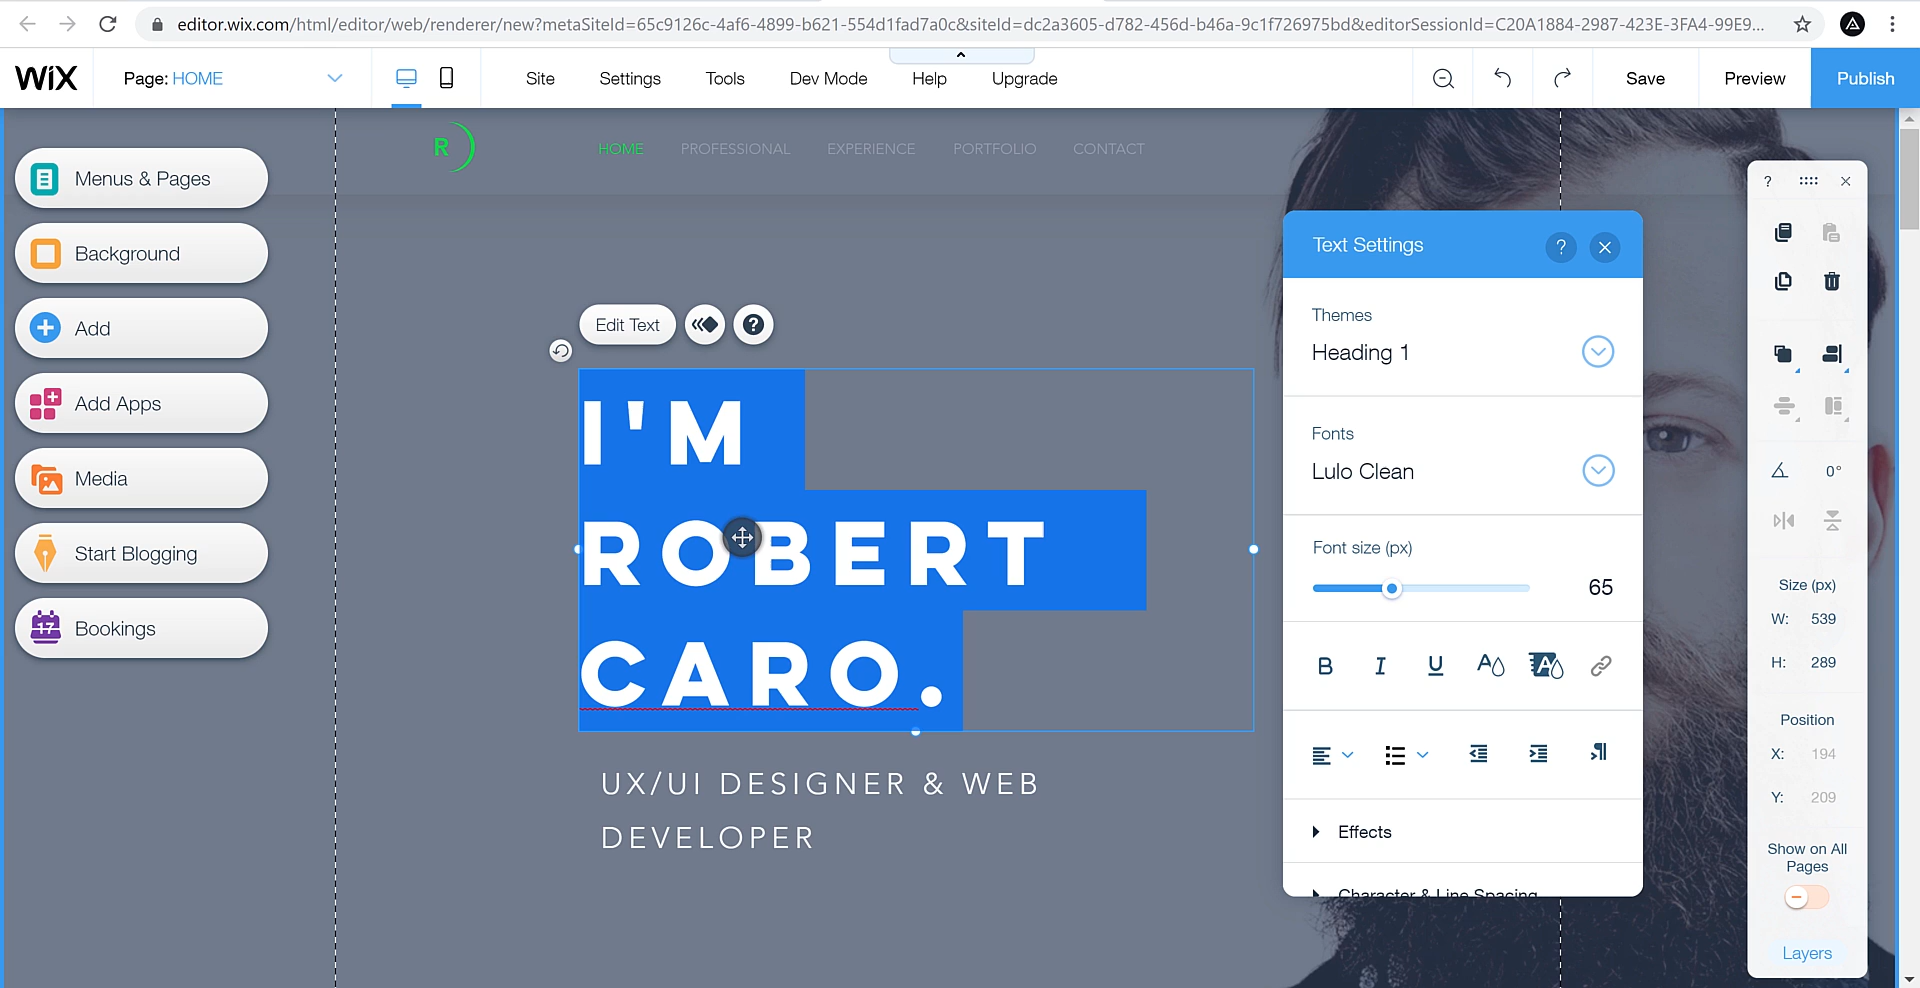 editor.wix.com/html/editor/web/renderer/new?metaSiteId=65c9126c-4af6-4899-b621-554d1fad7a0c&siteId=dc2a3605-d782-456d-b46a-9c1f726975bd&editorSessionId=C20A1884-2987-423E-3FA4-99E9...
WiX
Page: HOME
Site
Settings
Tools
Dev Mode
Help
Upgrade
Save
Preview
Publish
R
HOME
PROFESSIONAL
EXPERIENCE
PORTFOLIO
CONTACT
Menus & Pages
Background
Add
Add Apps
Media
Start Blogging
17
Bookings
Edit Text
?
I'M
ROBERT
CARO.
UX/UI DESIGNER & WEB
DEVELOPER
Text Settings
?
Themes
Heading 1
Fonts
Lulo Clean
Font size (px)
65
B
I
U
A
A
Effects
Character & Line Spacing
?
0°
Size (px)
W: 539
H: 289
Position
X: 194
Y: 209
Show on All
Pages
Layers